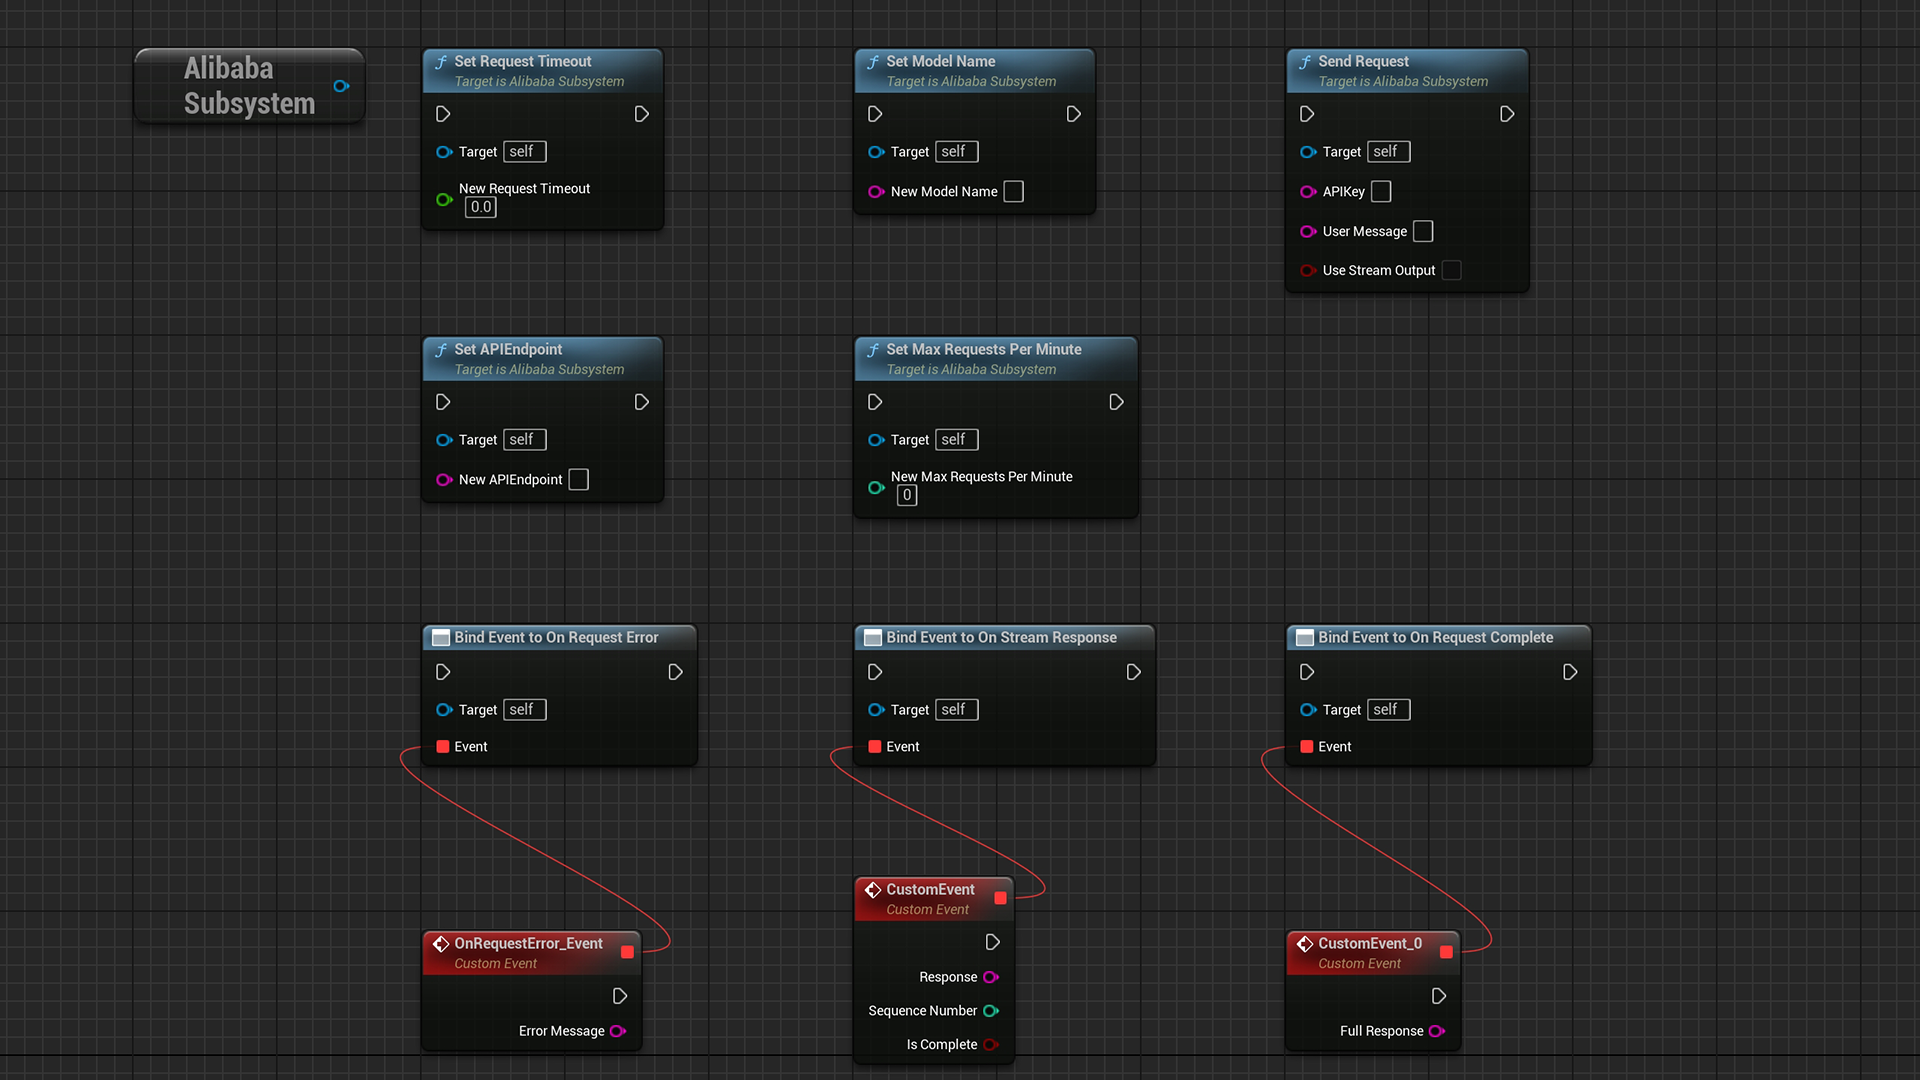 Alibaba
Subsystem
Set Request Timeout
Target is Alibaba Subsystem
Target self
New Request Timeout
0.0
Set Model Name
Target is Alibaba Subsystem
Target self
New Model Name
Send Request
Target is Alibaba Subsystem
Target self
APIKey
User Message
Use Stream Output
Set APIEndpoint
Target is Alibaba Subsystem
Target self
New APIEndpoint
Set Max Requests Per Minute
Target is Alibaba Subsystem
Target self
New Max Requests Per Minute
0
Bind Event to On Request Error
Target self
Event
Bind Event to On Stream Response
Target self
Event
Bind Event to On Request Complete
Target self
Event
OnRequestError_Event
Custom Event
Error Message
CustomEvent
Custom Event
Response
Sequence Number
Is Complete
CustomEvent_0
Custom Event
Full Response